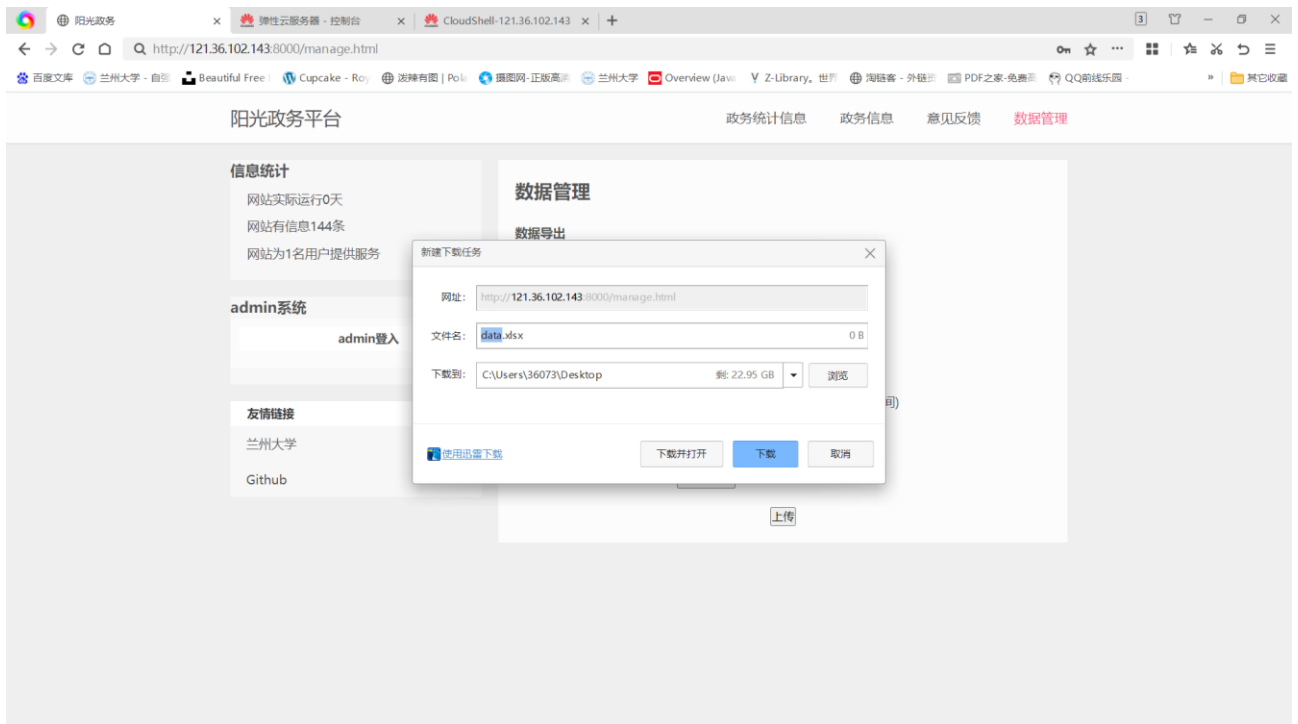 阳光政务
弹性云服务器 - 控制台
CloudShell-121.36.102.143
3
http://121.36.102.143:8000/manage.html
百度文库 兰州大学 - 自 Beautiful Free Cupcake - Roy 泼辣有图 | Pola 摄图网-正版高 兰州大学 Overview (Java Z-Library。世界 淘链客 - 外链 PDF之家-免费高 QQ前线乐园 - » 其它收藏
阳光政务平台 政务统计信息 政务信息 意见反馈 数据管理
信息统计
网站实际运行0天
网站有信息144条
网站为1名用户提供服务
admin系统
admin登入
友情链接
兰州大学
Github
数据管理
数据导出
新建下载任务
网址: http://121.36.102.143:8000/manage.html
文件名: data.xlsx 0 B
下载到: C:\Users\36073\Desktop 剩: 22.95 GB 浏览
间)
使用迅雷下载 下载并打开 下载 取消
上传